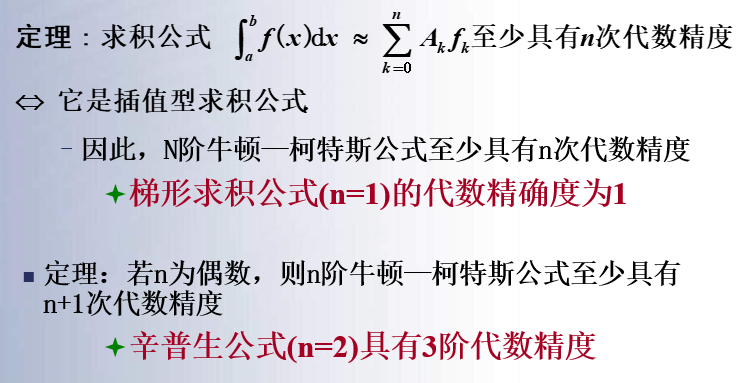 定理：求积公式 ∫_a^b f(x)dx ≈ ∑_{k=0}^{n} A_k f_k 至少具有n次代数精度
⇔ 它是插值型求积公式
－因此，N阶牛顿—柯特斯公式至少具有n次代数精度
✦梯形求积公式(n=1)的代数精确度为1
■ 定理：若n为偶数，则n阶牛顿—柯特斯公式至少具有
n+1次代数精度
✦辛普生公式(n=2)具有3阶代数精度